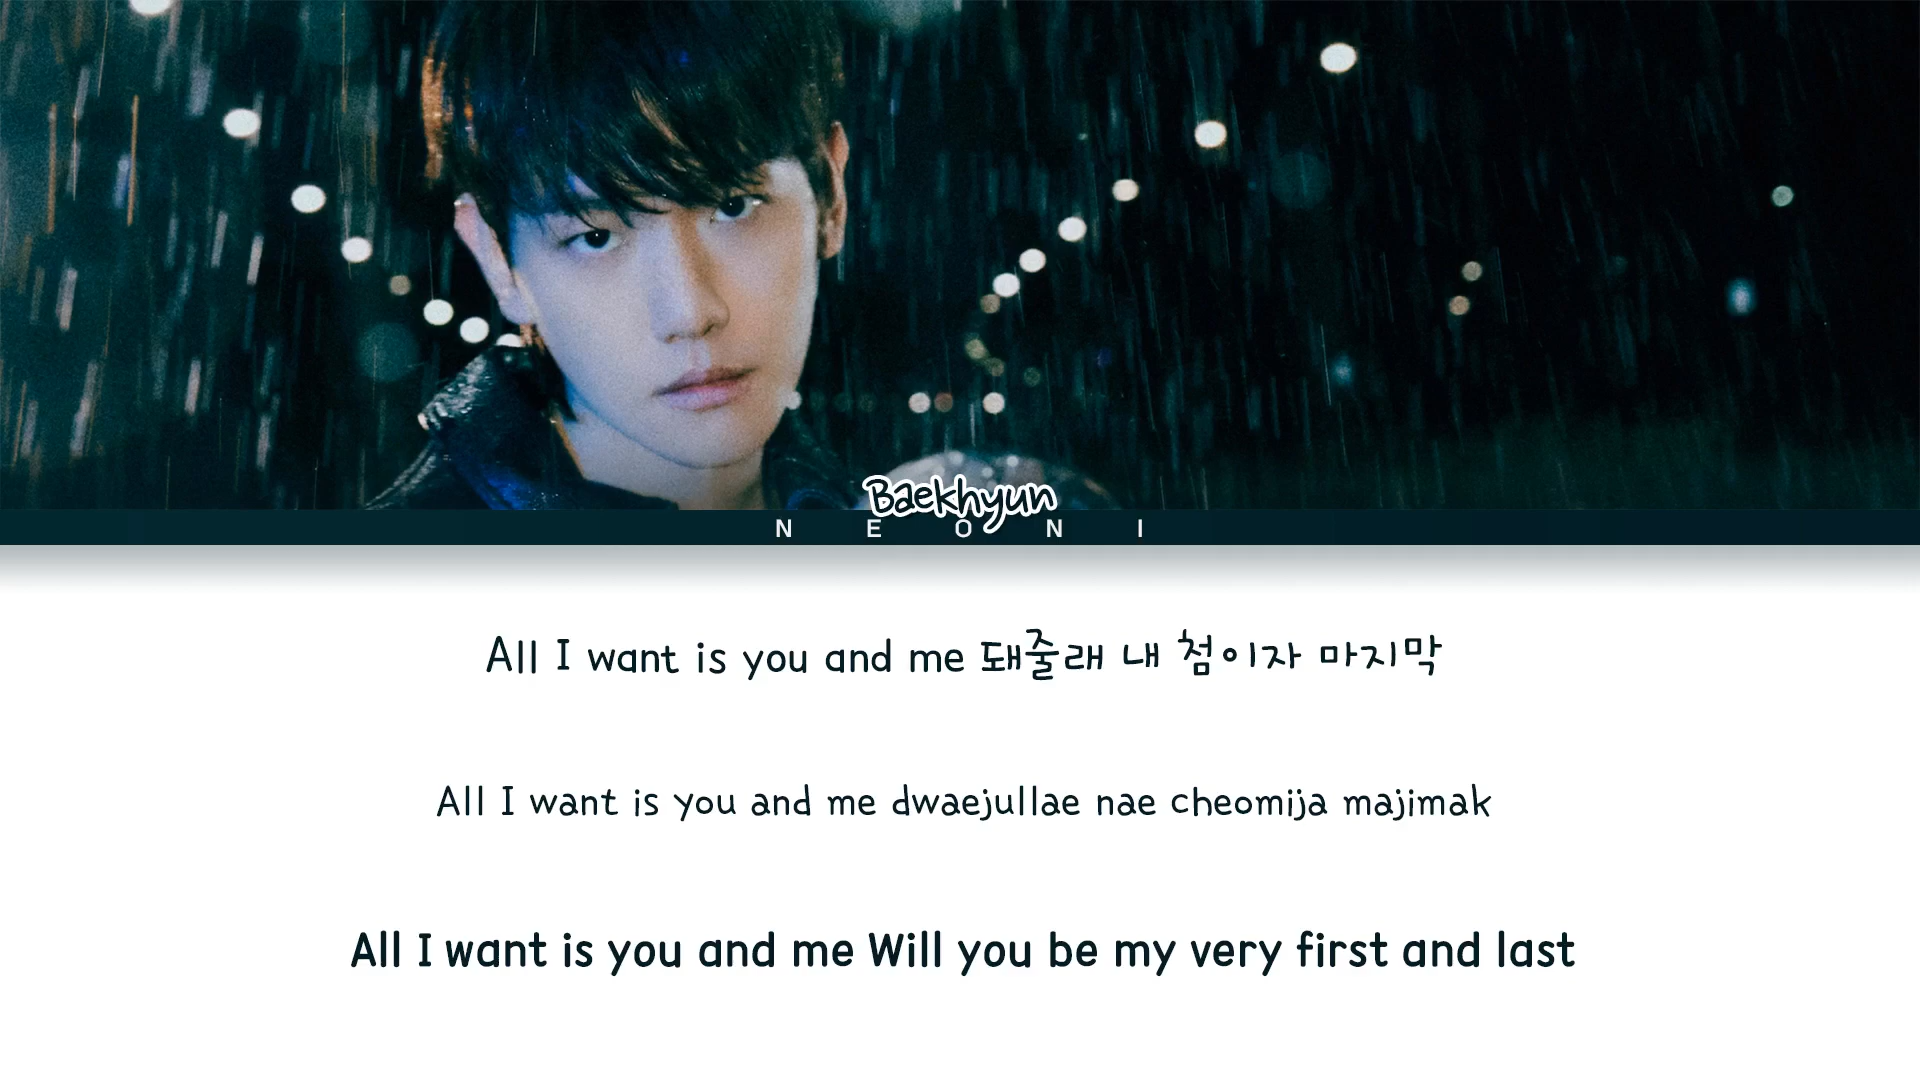 Baekhyun
NEONI
All I want is you and me 돼줄래 내 첨이자 마지막
All I want is you and me dwaejullae nae cheomija majimak
All I want is you and me Will you be my very first and last